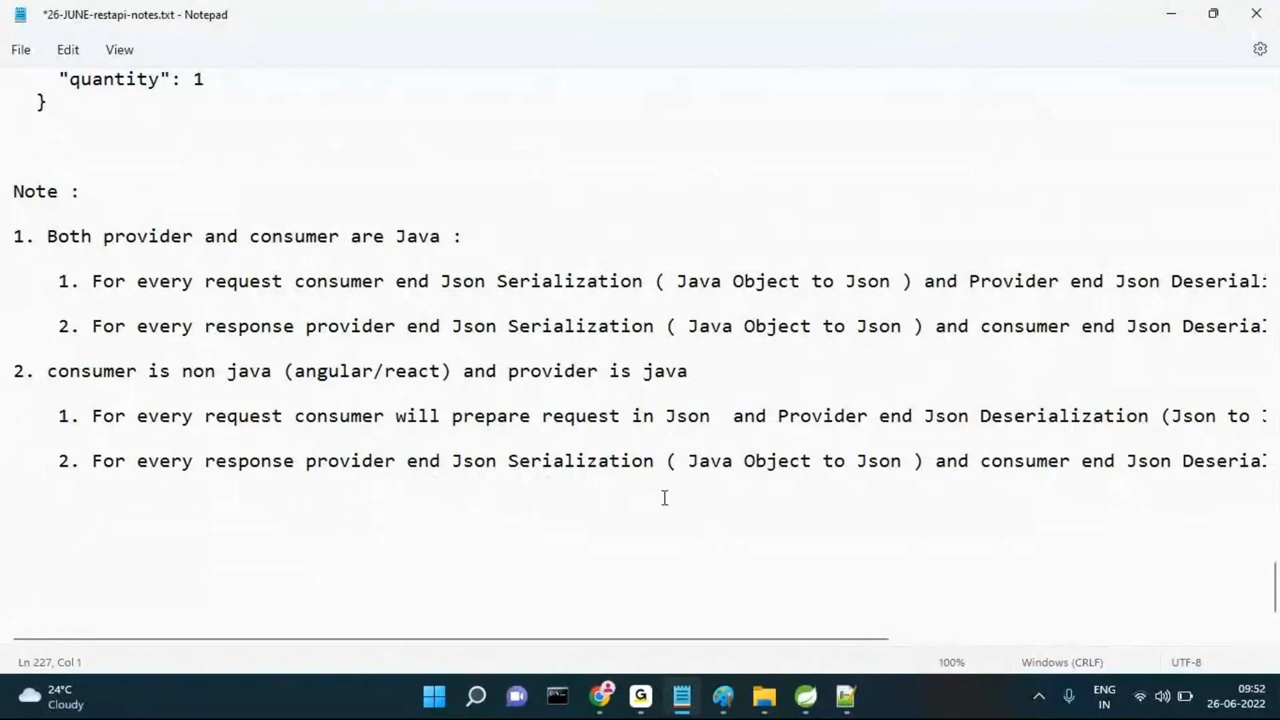 *26-JUNE-restapi-notes.txt - Notepad
File Edit View
"quantity": 1
}
Note :
1. Both provider and consumer are Java :
1. For every request consumer end Json Serialization ( Java Object to Json ) and Provider end Json Deseriali
2. For every response provider end Json Serialization ( Java Object to Json ) and consumer end Json Deserial
2. consumer is non java (angular/react) and provider is java
1. For every request consumer will prepare request in Json  and Provider end Json Deserialization (Json to
2. For every response provider end Json Serialization ( Java Object to Json ) and consumer end Json Deserial
Ln 227, Col 1 100% Windows (CRLF) UTF-8
24°C
Cloudy
ENG
IN
09:52
26-06-2022